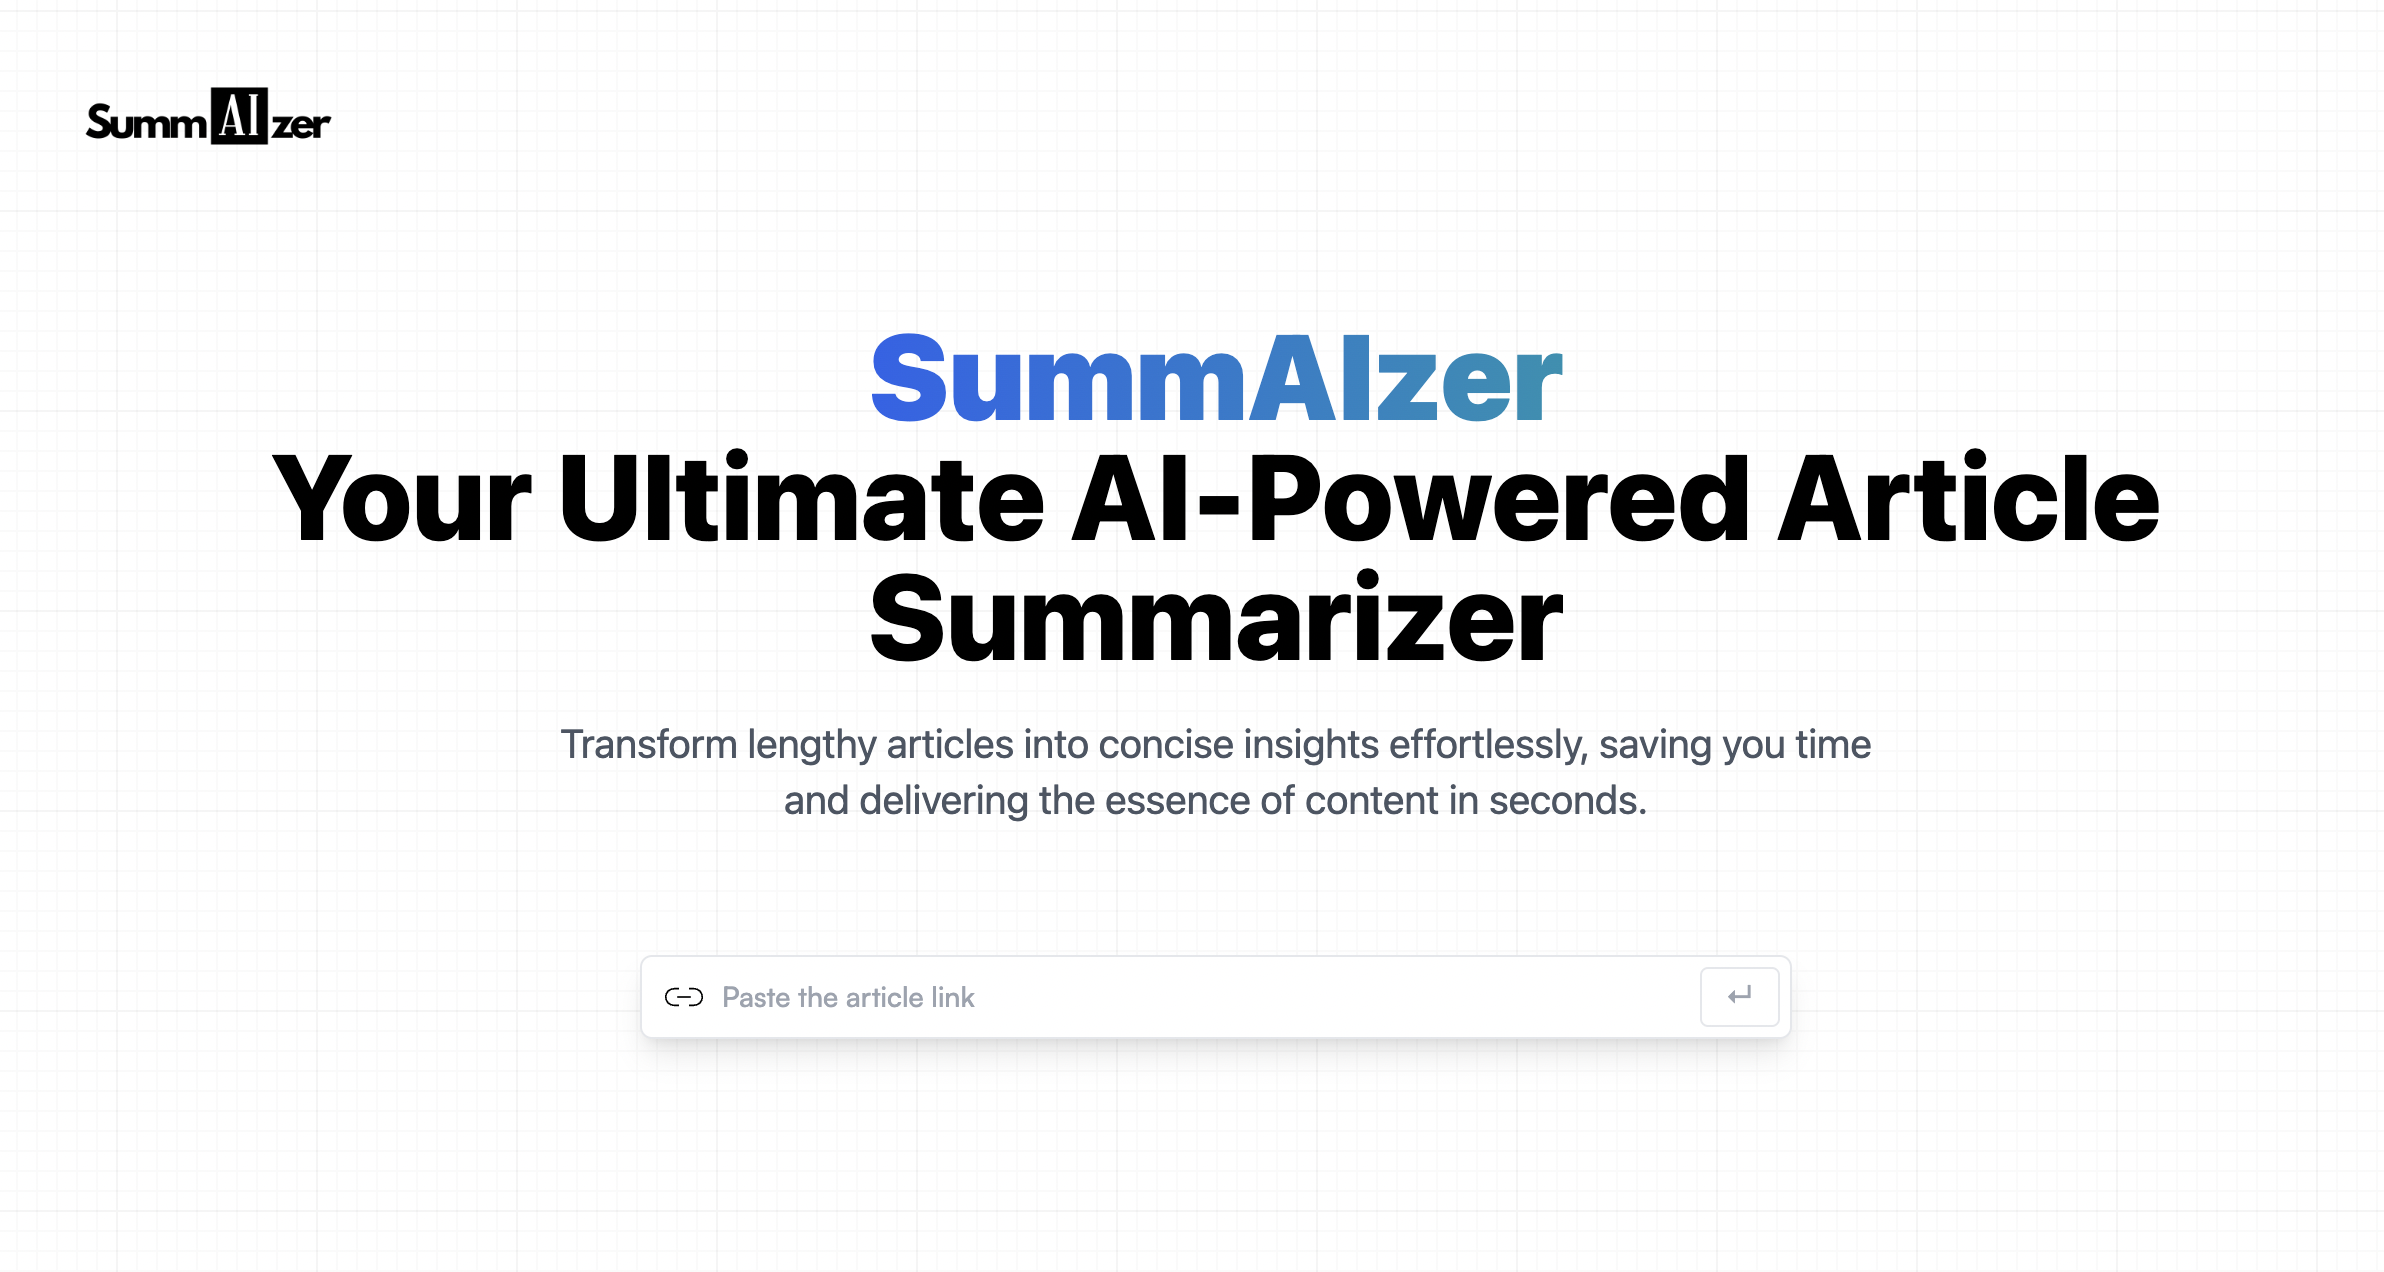 SummAIzer
SummAIzer
Your Ultimate AI-Powered Article
Summarizer
Transform lengthy articles into concise insights effortlessly, saving you time
and delivering the essence of content in seconds.
Paste the article link